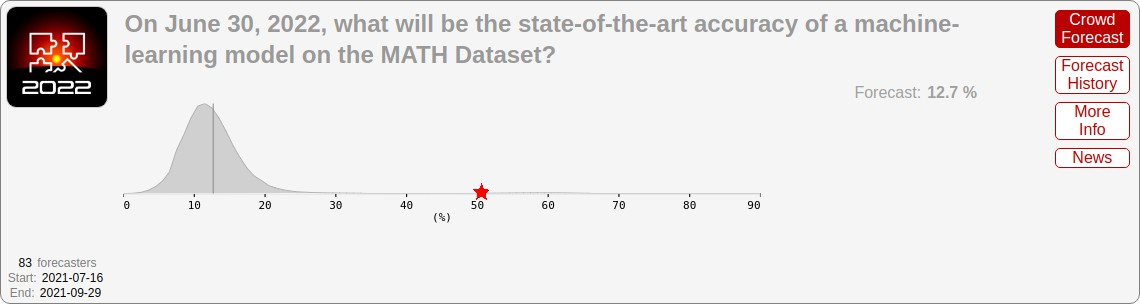 On June 30, 2022, what will be the state-of-the-art accuracy of a machine-
learning model on the MATH Dataset?
2022
Crowd
Forecast
Forecast
History
More
Info
News
Forecast: 12.7 %
0 10 20 30 40 50 60 70 80 90
(%)
83 forecasters
Start: 2021-07-16
End: 2021-09-29